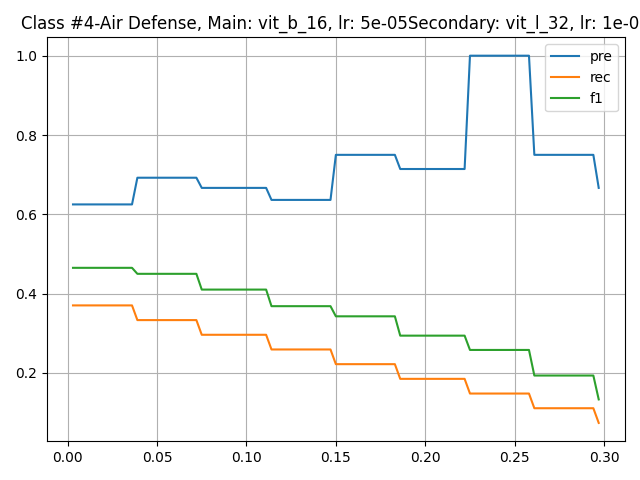 Class #4-Air Defense, Main: vit_b_16, lr: 5e-05Secondary: vit_l_32, lr: 1e-0
pre
rec
f1
1.0
0.8
0.6
0.4
0.2
0.00 0.05 0.10 0.15 0.20 0.25 0.30